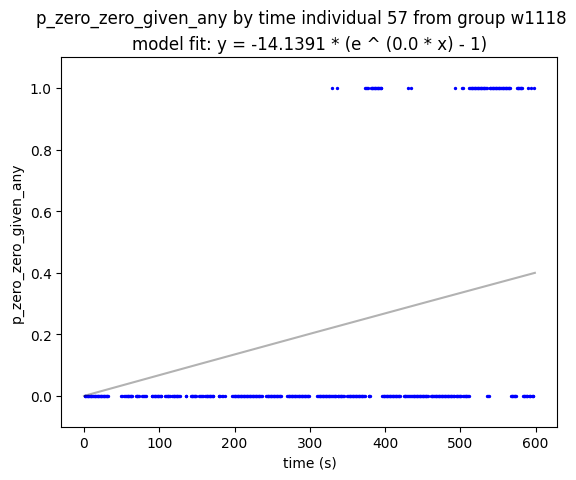 p_zero_zero_given_any by time individual 57 from group w1118
model fit: y = -14.1391 * (e ^ (0.0 * x) - 1)
p_zero_zero_given_any
1.0
0.8
0.6
0.4
0.2
0.0
0 100 200 300 400 500 600
time (s)